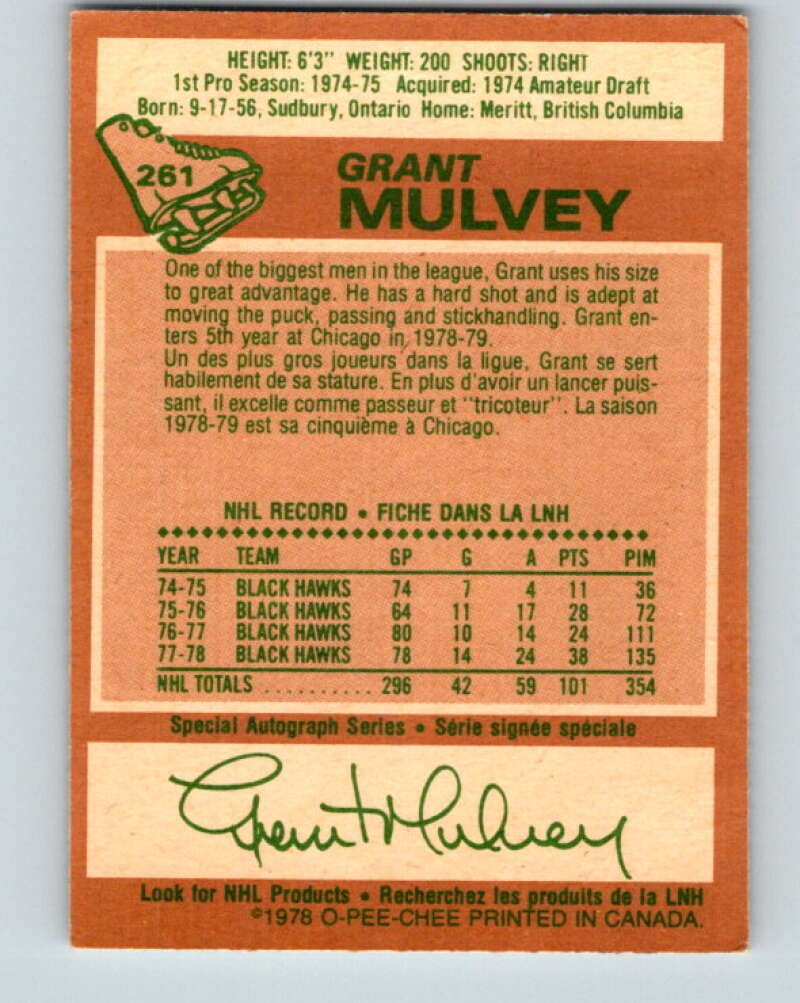 HEIGHT: 6'3" WEIGHT: 200 SHOOTS: RIGHT
1st Pro Season: 1974-75 Acquired: 1974 Amateur Draft
Born: 9-17-56, Sudbury, Ontario Home: Meritt, British Columbia
261
GRANT
MULVEY
One of the biggest men in the league, Grant uses his size
to great advantage. He has a hard shot and is adept at
moving the puck, passing and stickhandling. Grant en-
ters 5th year at Chicago in 1978-79.
Un des plus gros joueurs dans la ligue, Grant se sert
habilement de sa stature. En plus d'avoir un lancer puis-
sant, il excelle comme passeur et "tricoteur". La saison
1978-79 est sa cinquième à Chicago.
NHL RECORD • FICHE DANS LA LNH
YEAR TEAM GP G A PTS PIM
74-75 BLACK HAWKS 74 7 4 11 36
75-76 BLACK HAWKS 64 11 17 28 72
76-77 BLACK HAWKS 80 10 14 24 111
77-78 BLACK HAWKS 78 14 24 38 135
NHL TOTALS .......... 296 42 59 101 354
Special Autograph Series • Série signée spéciale
Grant Mulvey
Look for NHL Products • Recherchez les produits de la LNH
©1978 O-PEE-CHEE PRINTED IN CANADA.